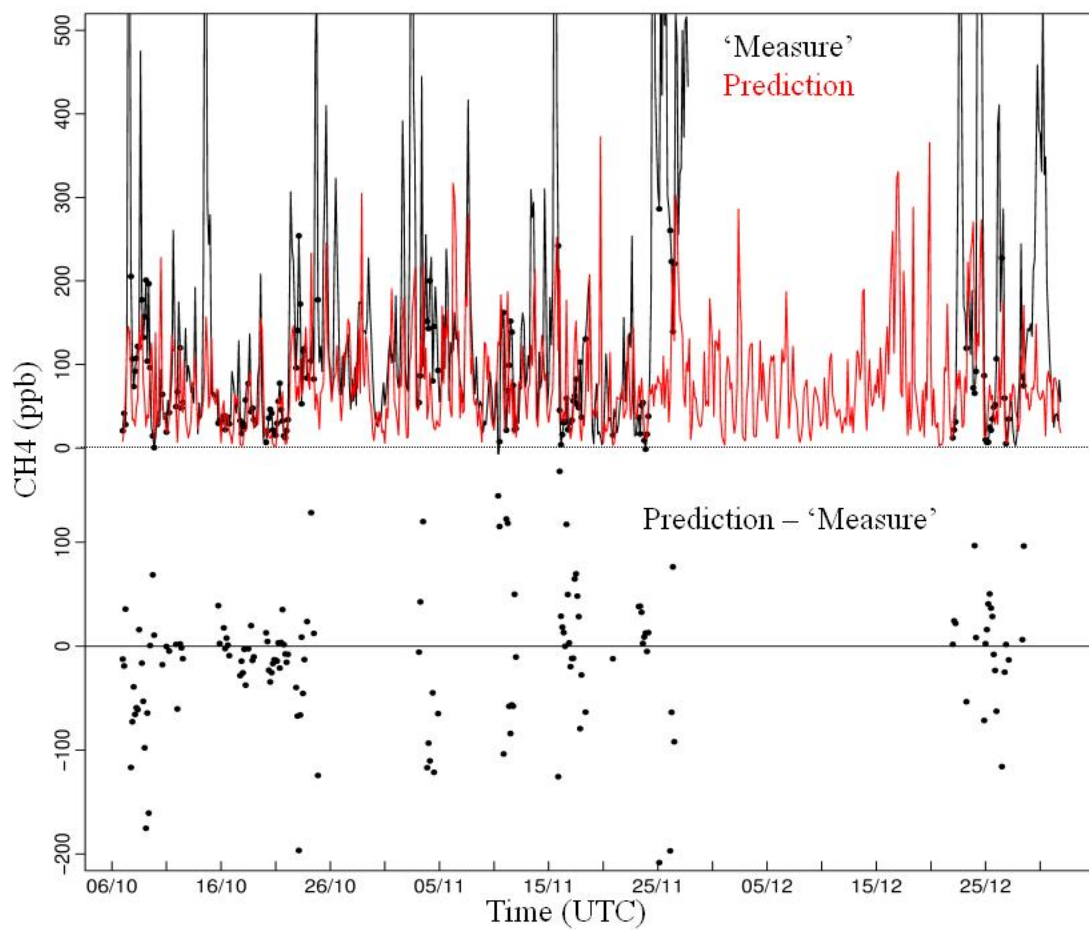 500
‘Measure’
Prediction
400
300
200
100
0
CH4 (ppb)
Prediction – ‘Measure’
100
0
−100
−200
06/10 16/10 26/10 05/11 15/11 25/11 05/12 15/12 25/12
Time (UTC)